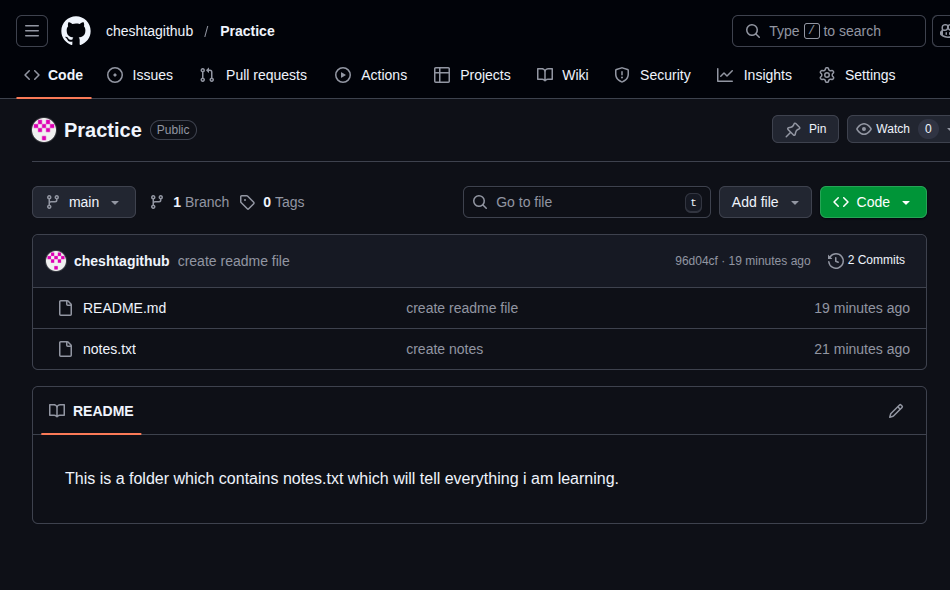 cheshtagithub / Practice Type / to search
Code Issues Pull requests Actions Projects Wiki Security Insights Settings
Practice Public Pin Watch 0
main 1 Branch 0 Tags Go to file t Add file Code
cheshtagithub create readme file 96d04cf · 19 minutes ago 2 Commits
README.md create readme file 19 minutes ago
notes.txt create notes 21 minutes ago
README
This is a folder which contains notes.txt which will tell everything i am learning.